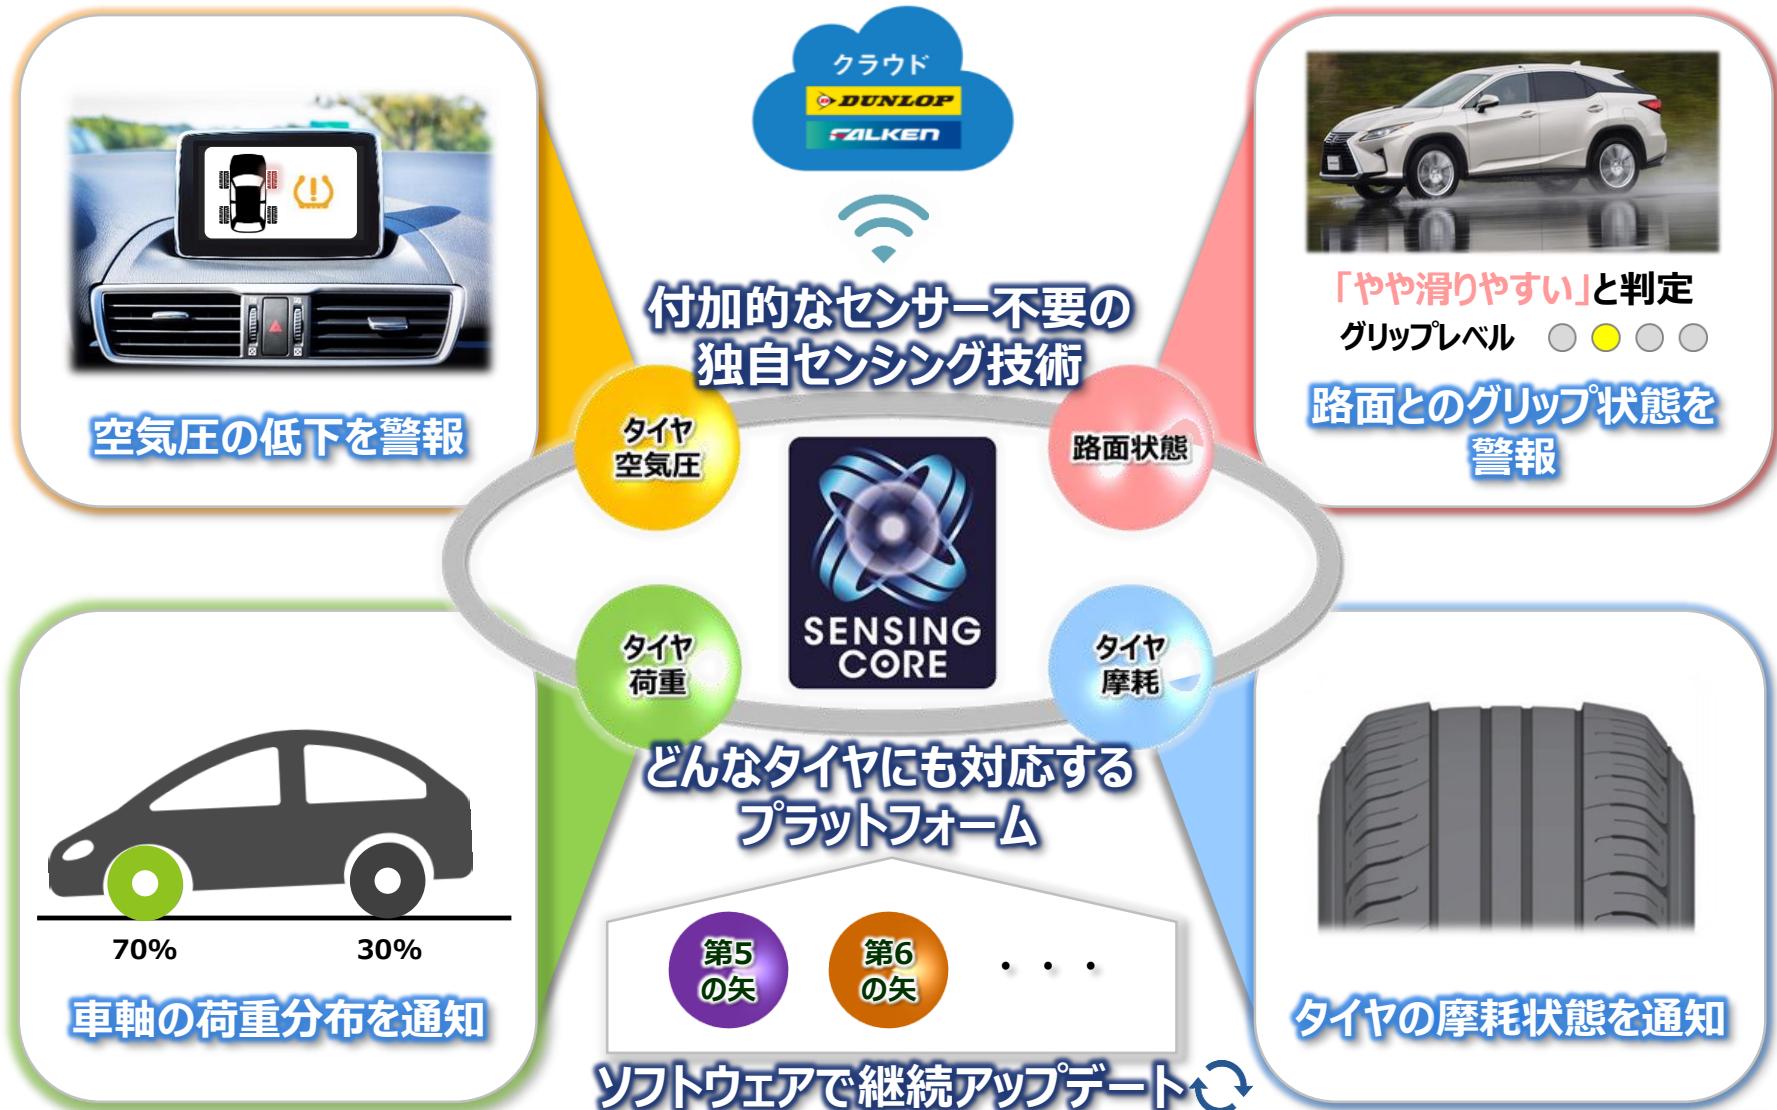 クラウド
DUNLOP
FALKEN
付加的なセンサー不要の
独自センシング技術
空気圧の低下を警報
「やや滑りやすい」と判定
グリップレベル
路面とのグリップ状態を
警報
タイヤ
空気圧
路面状態
SENSING
CORE
タイヤ
荷重
タイヤ
摩耗
どんなタイヤにも対応する
プラットフォーム
70%
30%
車軸の荷重分布を通知
第5
の矢
第6
の矢
・・・
タイヤの摩耗状態を通知
ソフトウェアで継続アップデート